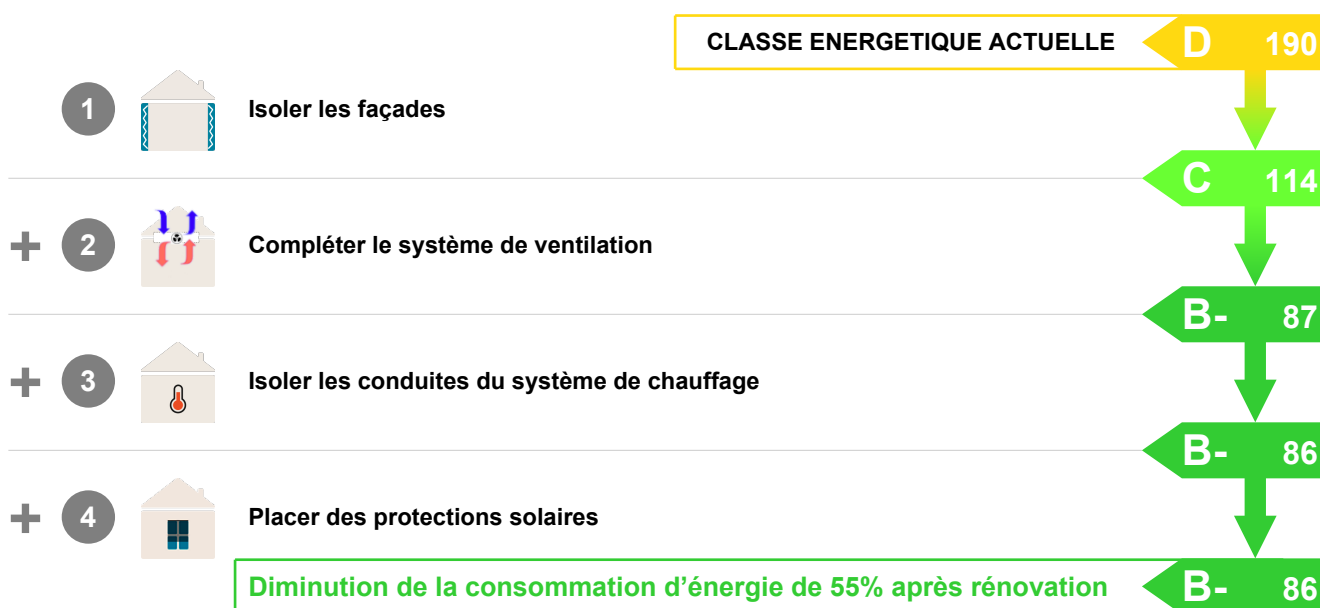 CLASSE ENERGETIQUE ACTUELLE D 190
1 Isoler les façades
C 114
+ 2 Compléter le système de ventilation
B- 87
+ 3 Isoler les conduites du système de chauffage
B- 86
+ 4 Placer des protections solaires
Diminution de la consommation d’énergie de 55% après rénovation B- 86